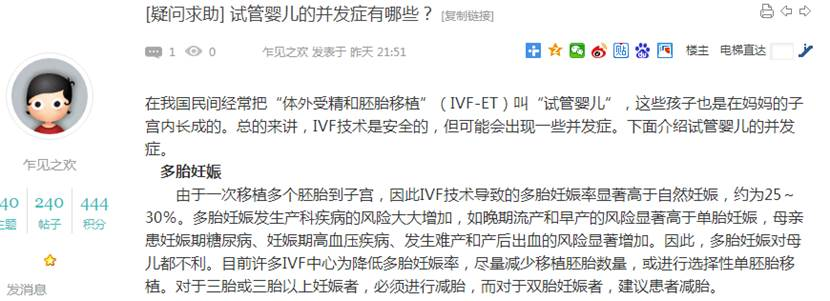 [疑问求助] 试管婴儿的并发症有哪些？ [复制链接]
1 0 乍见之欢 发表于 昨天 21:51 楼主 电梯直达
在我国民间经常把“体外受精和胚胎移植”（IVF-ET）叫“试管婴儿”，这些孩子也是在妈妈的子
宫内长成的。总的来讲，IVF技术是安全的，但可能会出现一些并发症。下面介绍试管婴儿的并发
症。
多胎妊娠
由于一次移植多个胚胎到子宫，因此IVF技术导致的多胎妊娠率显著高于自然妊娠，约为25～
30%。多胎妊娠发生产科疾病的风险大大增加，如晚期流产和早产的风险显著高于单胎妊娠，母亲
患妊娠期糖尿病、妊娠期高血压疾病、发生难产和产后出血的风险显著增加。因此，多胎妊娠对母
儿都不利。目前许多IVF中心为降低多胎妊娠率，尽量减少移植胚胎数量，或进行选择性单胚胎移
植。对于三胎或三胎以上妊娠者，必须进行减胎，而对于双胎妊娠者，建议患者减胎。
乍见之欢
40 240 444
主题 帖子 积分
发消息